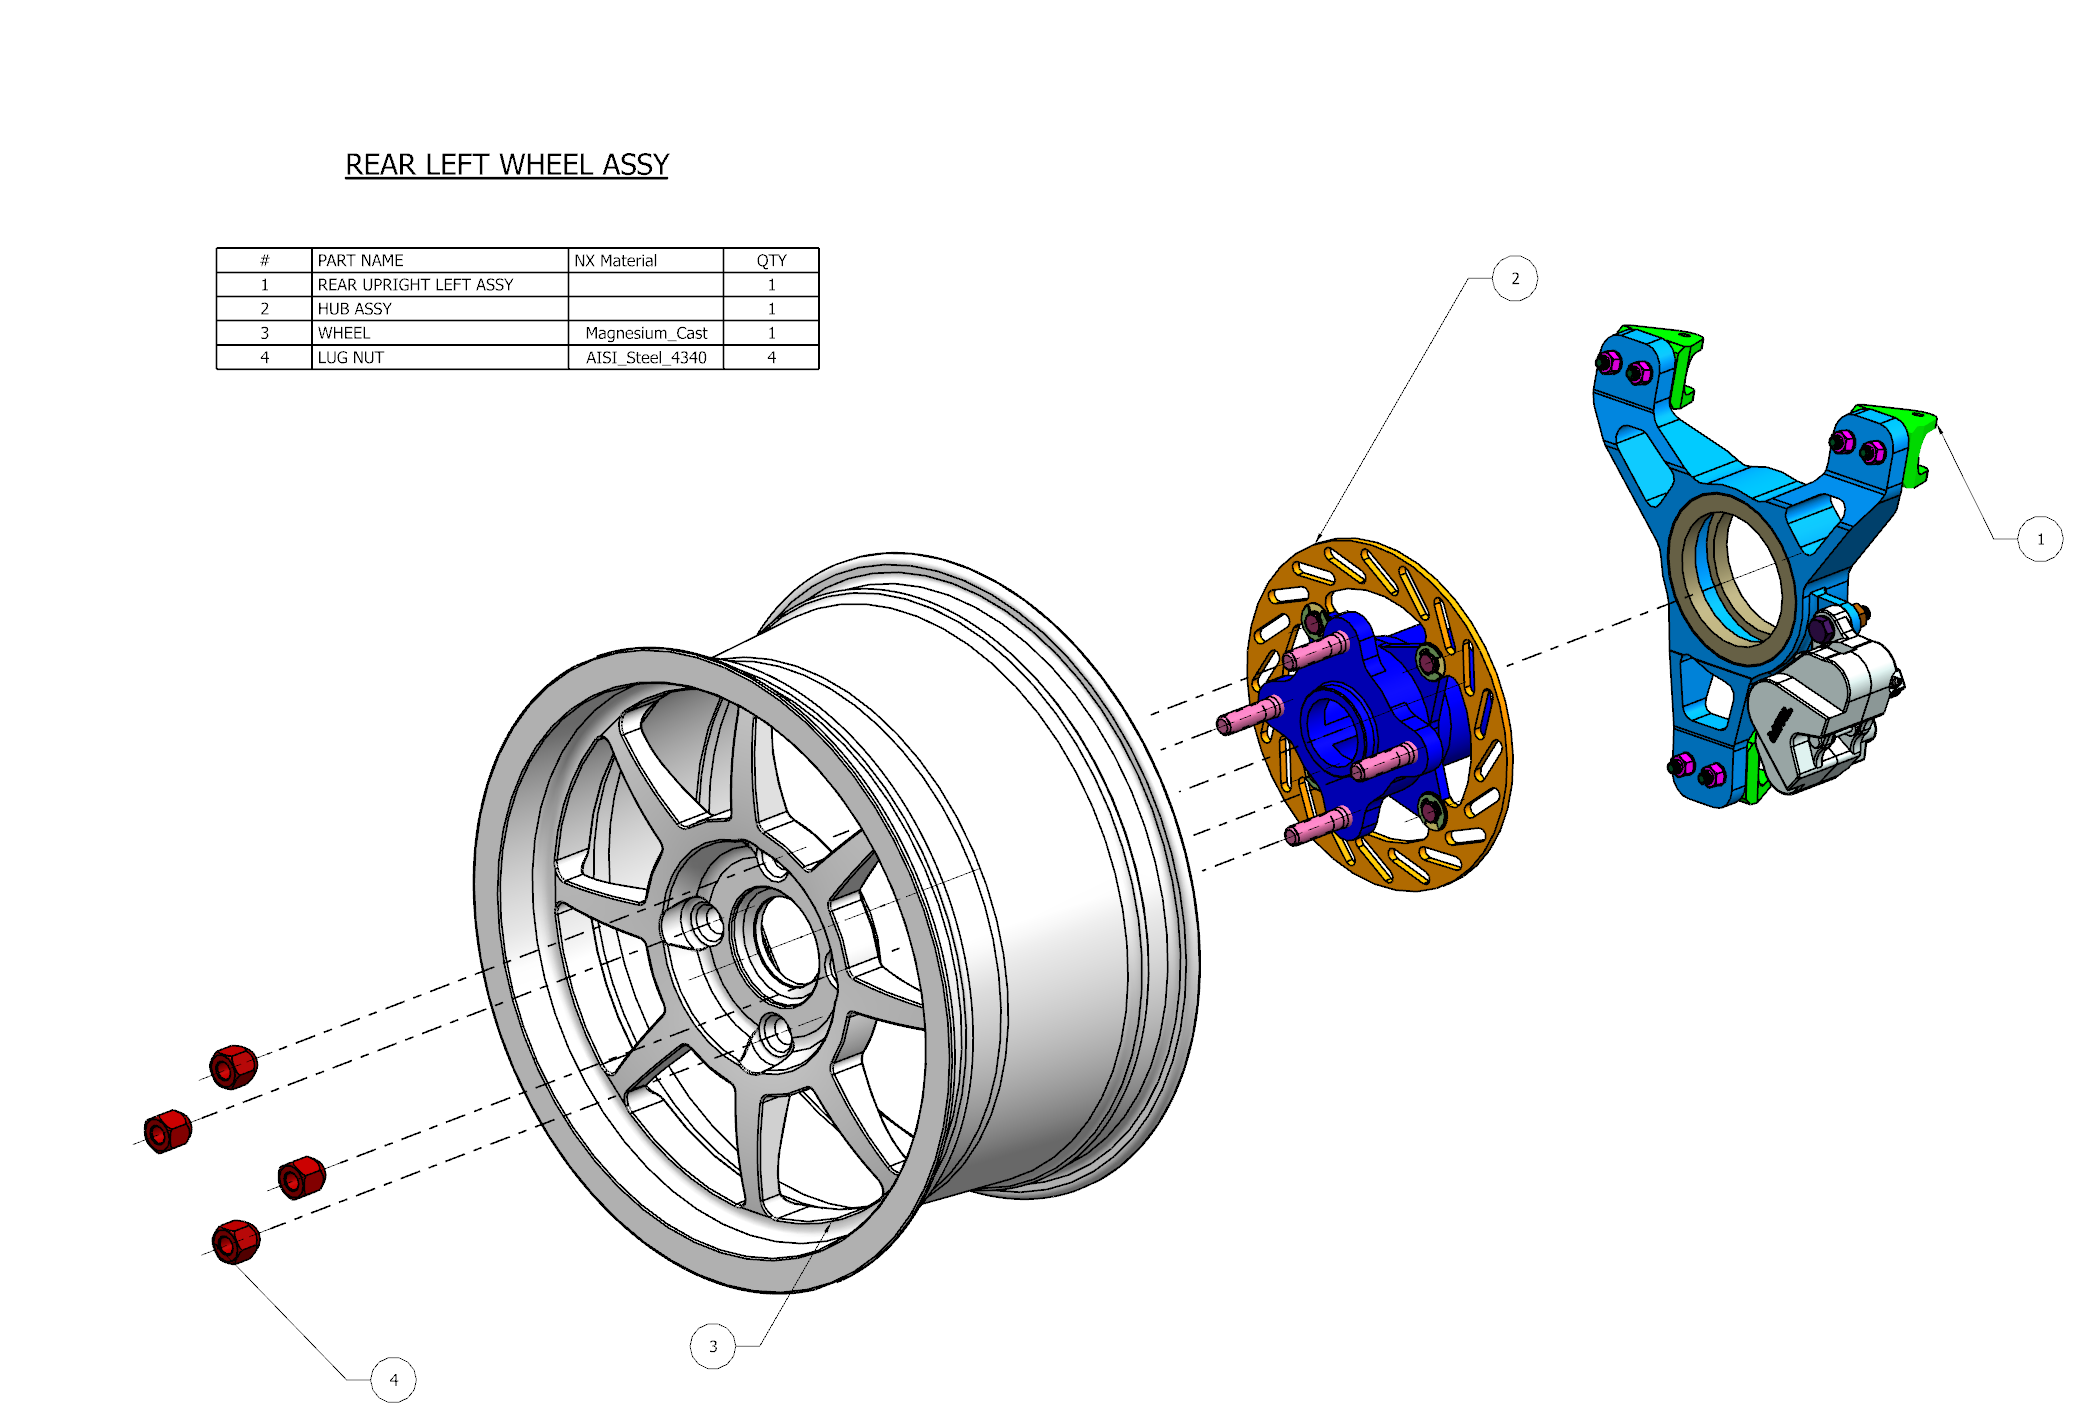 REAR LEFT WHEEL ASSY
# PART NAME NX Material QTY
1 REAR UPRIGHT LEFT ASSY 1
2 HUB ASSY 1
3 WHEEL Magnesium_Cast 1
4 LUG NUT AISI_Steel_4340 4
2
1
3
4